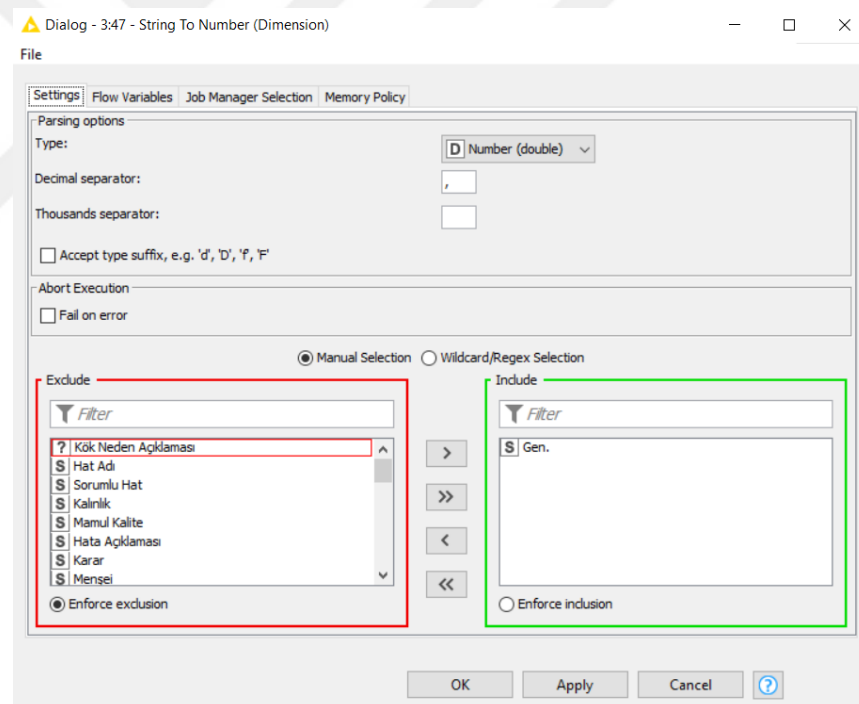 Dialog - 3:47 - String To Number (Dimension)
File
Settings Flow Variables Job Manager Selection Memory Policy
Parsing options
Type:
D Number (double)
Decimal separator:
,
Thousands separator:
Accept type suffix, e.g. 'd', 'D', 'f', 'F'
Abort Execution
Fail on error
Manual Selection Wildcard/Regex Selection
Exclude
Filter
? Kök Neden Açıklaması
S Hat Adı
S Sorumlu Hat
S Kalınlık
S Mamul Kalite
S Hata Açıklaması
S Karar
S Menşei
Enforce exclusion
>
>>
<
<<
Include
Filter
S Gen.
Enforce inclusion
OK Apply Cancel ?